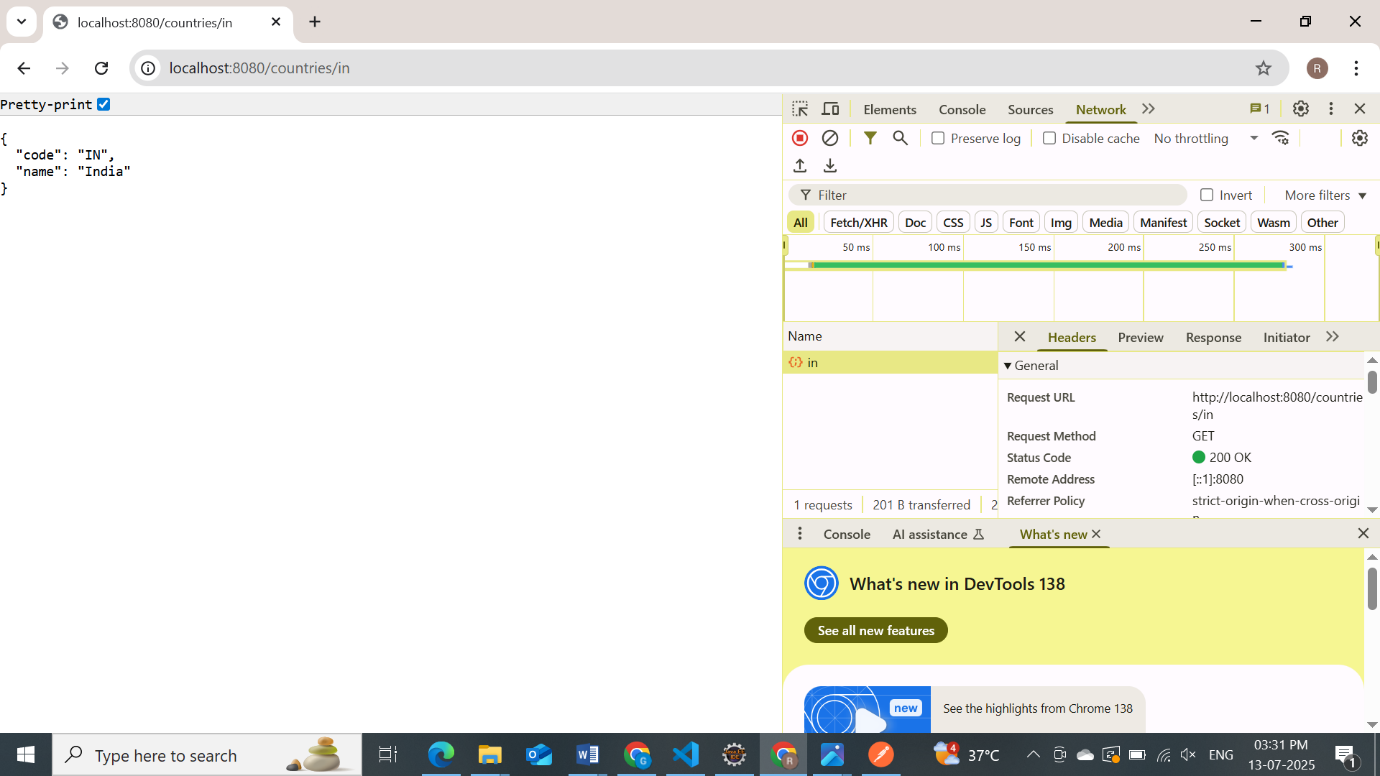 localhost:8080/countries/in
localhost:8080/countries/in
R
Pretty-print
{
  "code": "IN",
  "name": "India"
}
Elements Console Sources Network 1
Preserve log Disable cache No throttling
Filter Invert More filters
All Fetch/XHR Doc CSS JS Font Img Media Manifest Socket Wasm Other
50 ms 100 ms 150 ms 200 ms 250 ms 300 ms
Name
in
1 requests 201 B transferred 2
Headers Preview Response Initiator
General
Request URL http://localhost:8080/countrie
s/in
Request Method GET
Status Code 200 OK
Remote Address [::1]:8080
Referrer Policy strict-origin-when-cross-origi
Console AI assistance What's new
What's new in DevTools 138
See all new features
new
See the highlights from Chrome 138
Type here to search
G
R
4
37°C
ENG
03:31 PM
13-07-2025
1